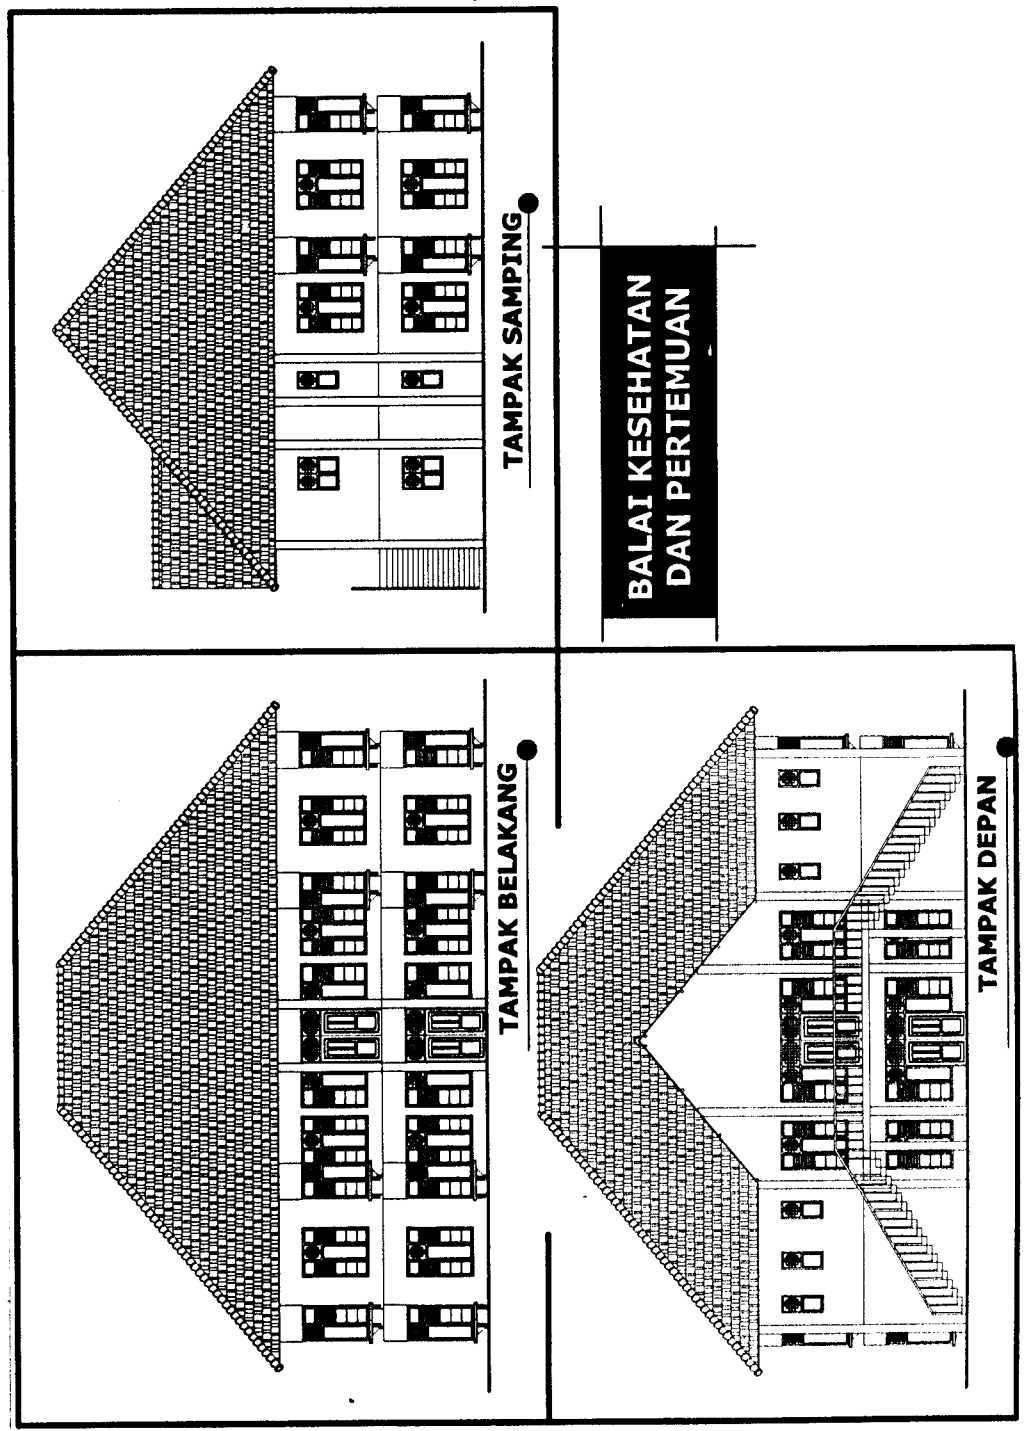 TAMPAK SAMPING
BALAI KESEHATAN
DAN PERTEMUAN
TAMPAK BELAKANG
TAMPAK DEPAN